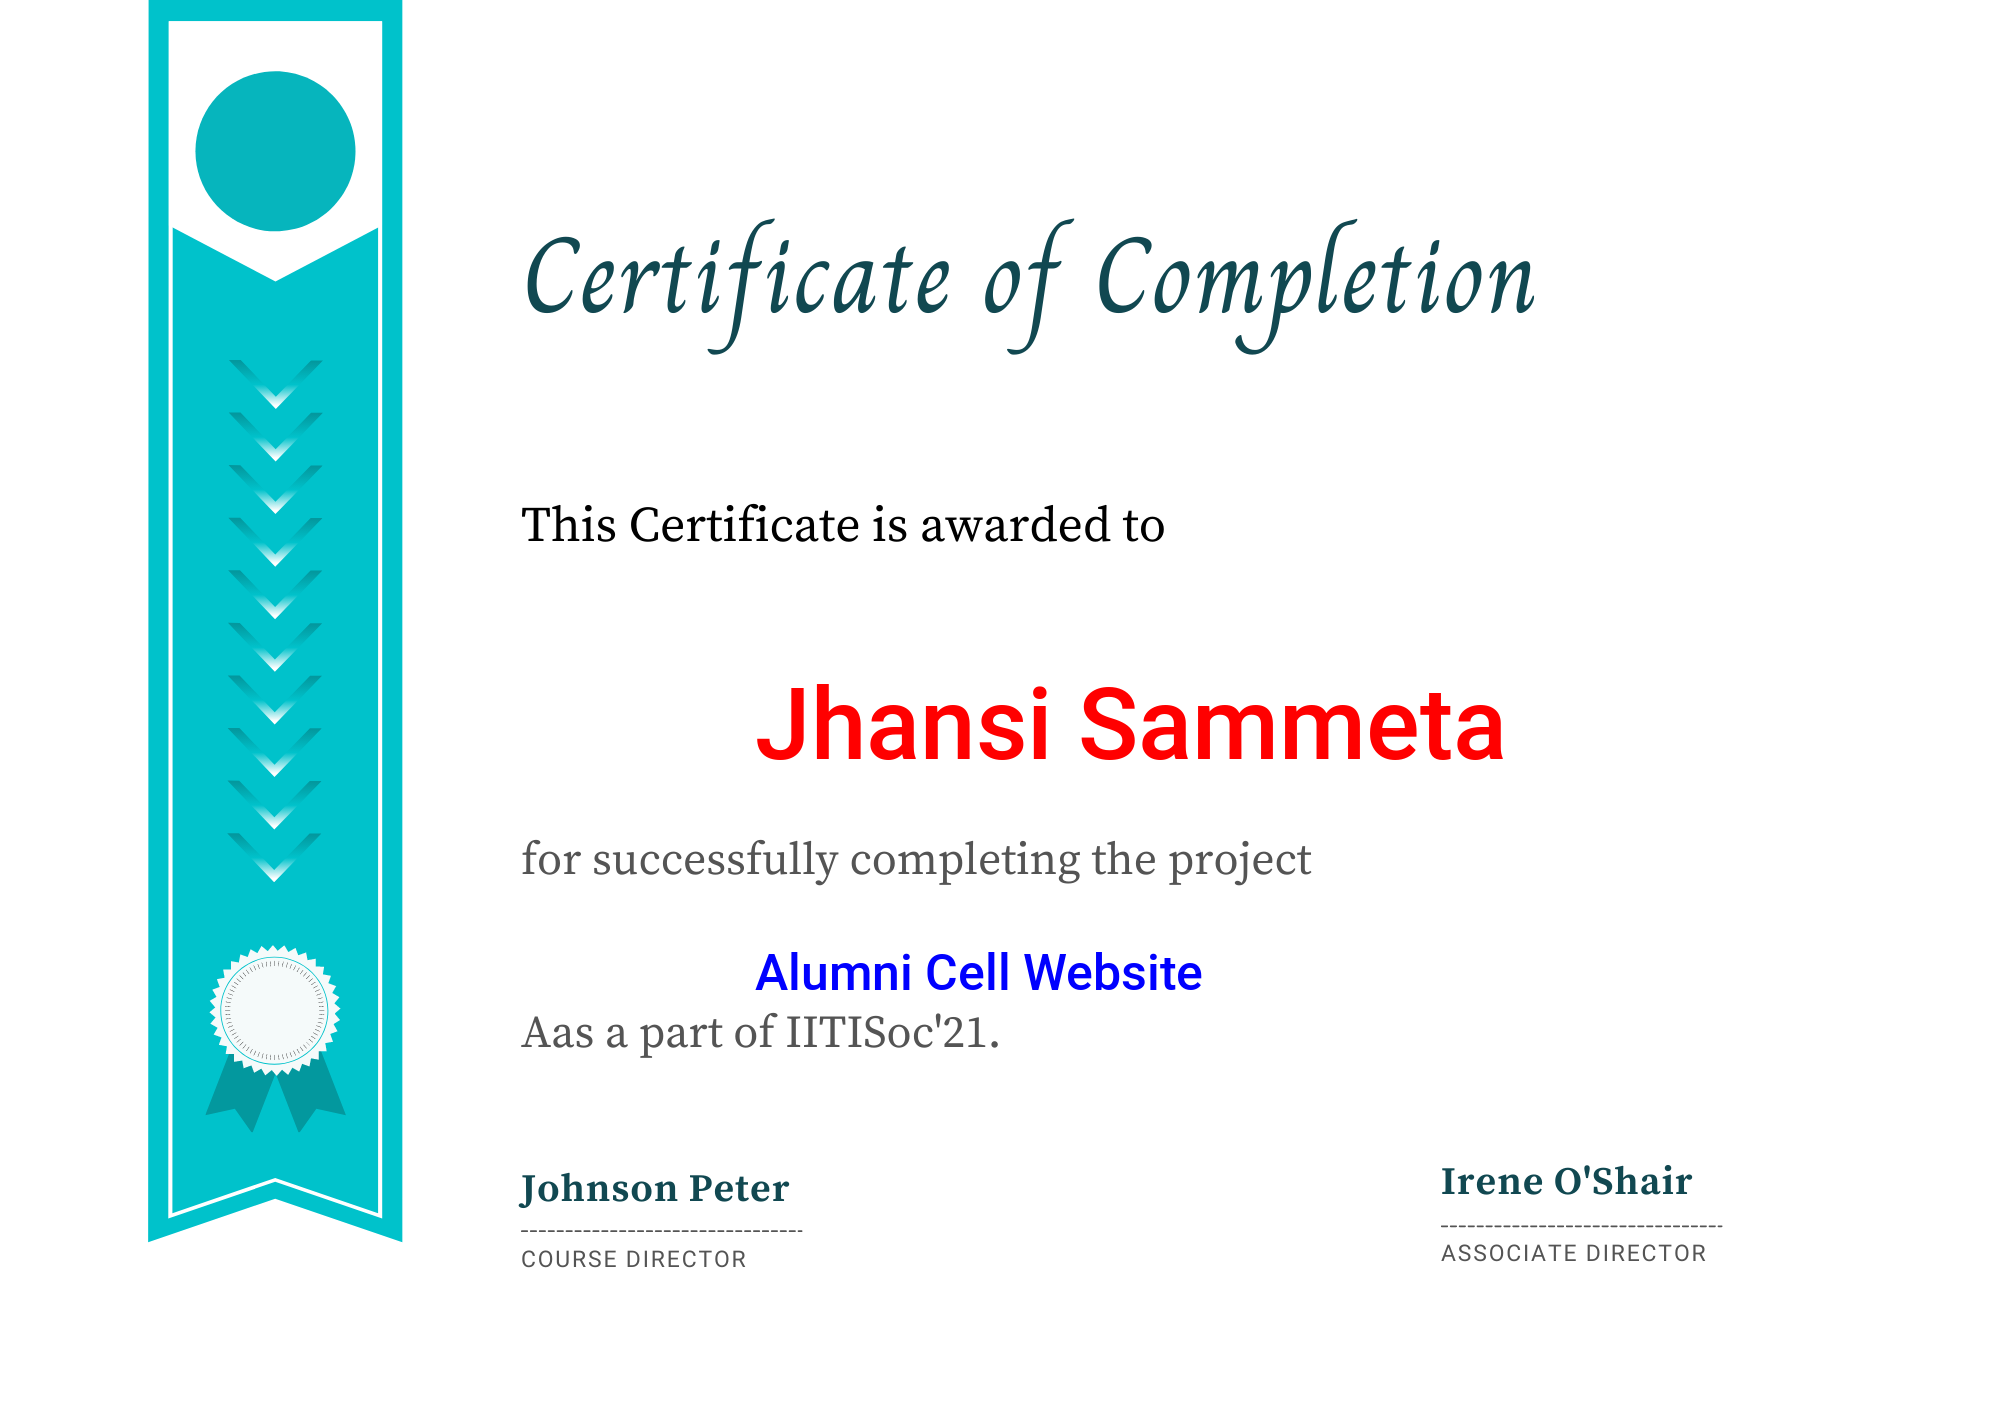 Certificate of Completion
This Certificate is awarded to
Jhansi Sammeta
for successfully completing the project
Alumni Cell Website
Aas a part of IITISoc'21.
Johnson Peter
Irene O'Shair
--------------------------------
--------------------------------
COURSE DIRECTOR
ASSOCIATE DIRECTOR